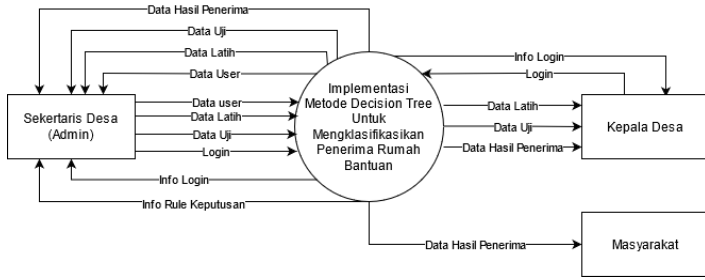 Data Hasil Penerima
Data Uji
Data Latih
Data User
Info Login
Login
Sekertaris Desa
(Admin)
Data user
Data Latih
Data Uji
Login
Implementasi
Metode Decision Tree
Untuk
Mengklasifikasikan
Penerima Rumah
Bantuan
Data Latih
Data Uji
Data Hasil Penerima
Kepala Desa
Info Login
Info Rule Keputusan
Data Hasil Penerima
Masyarakat